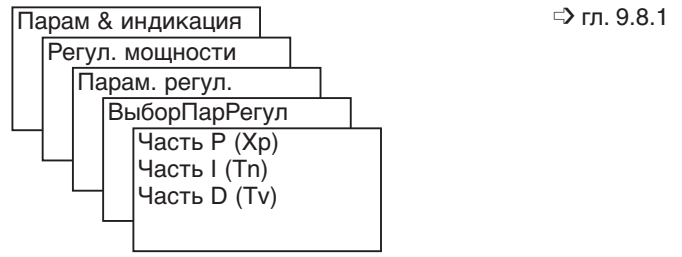 Парам & индикация
⇨ гл. 9.8.1
Регул. мощности
Парам. регул.
ВыборПарРегул
Часть P (Xp)
Часть I (Tn)
Часть D (Tv)